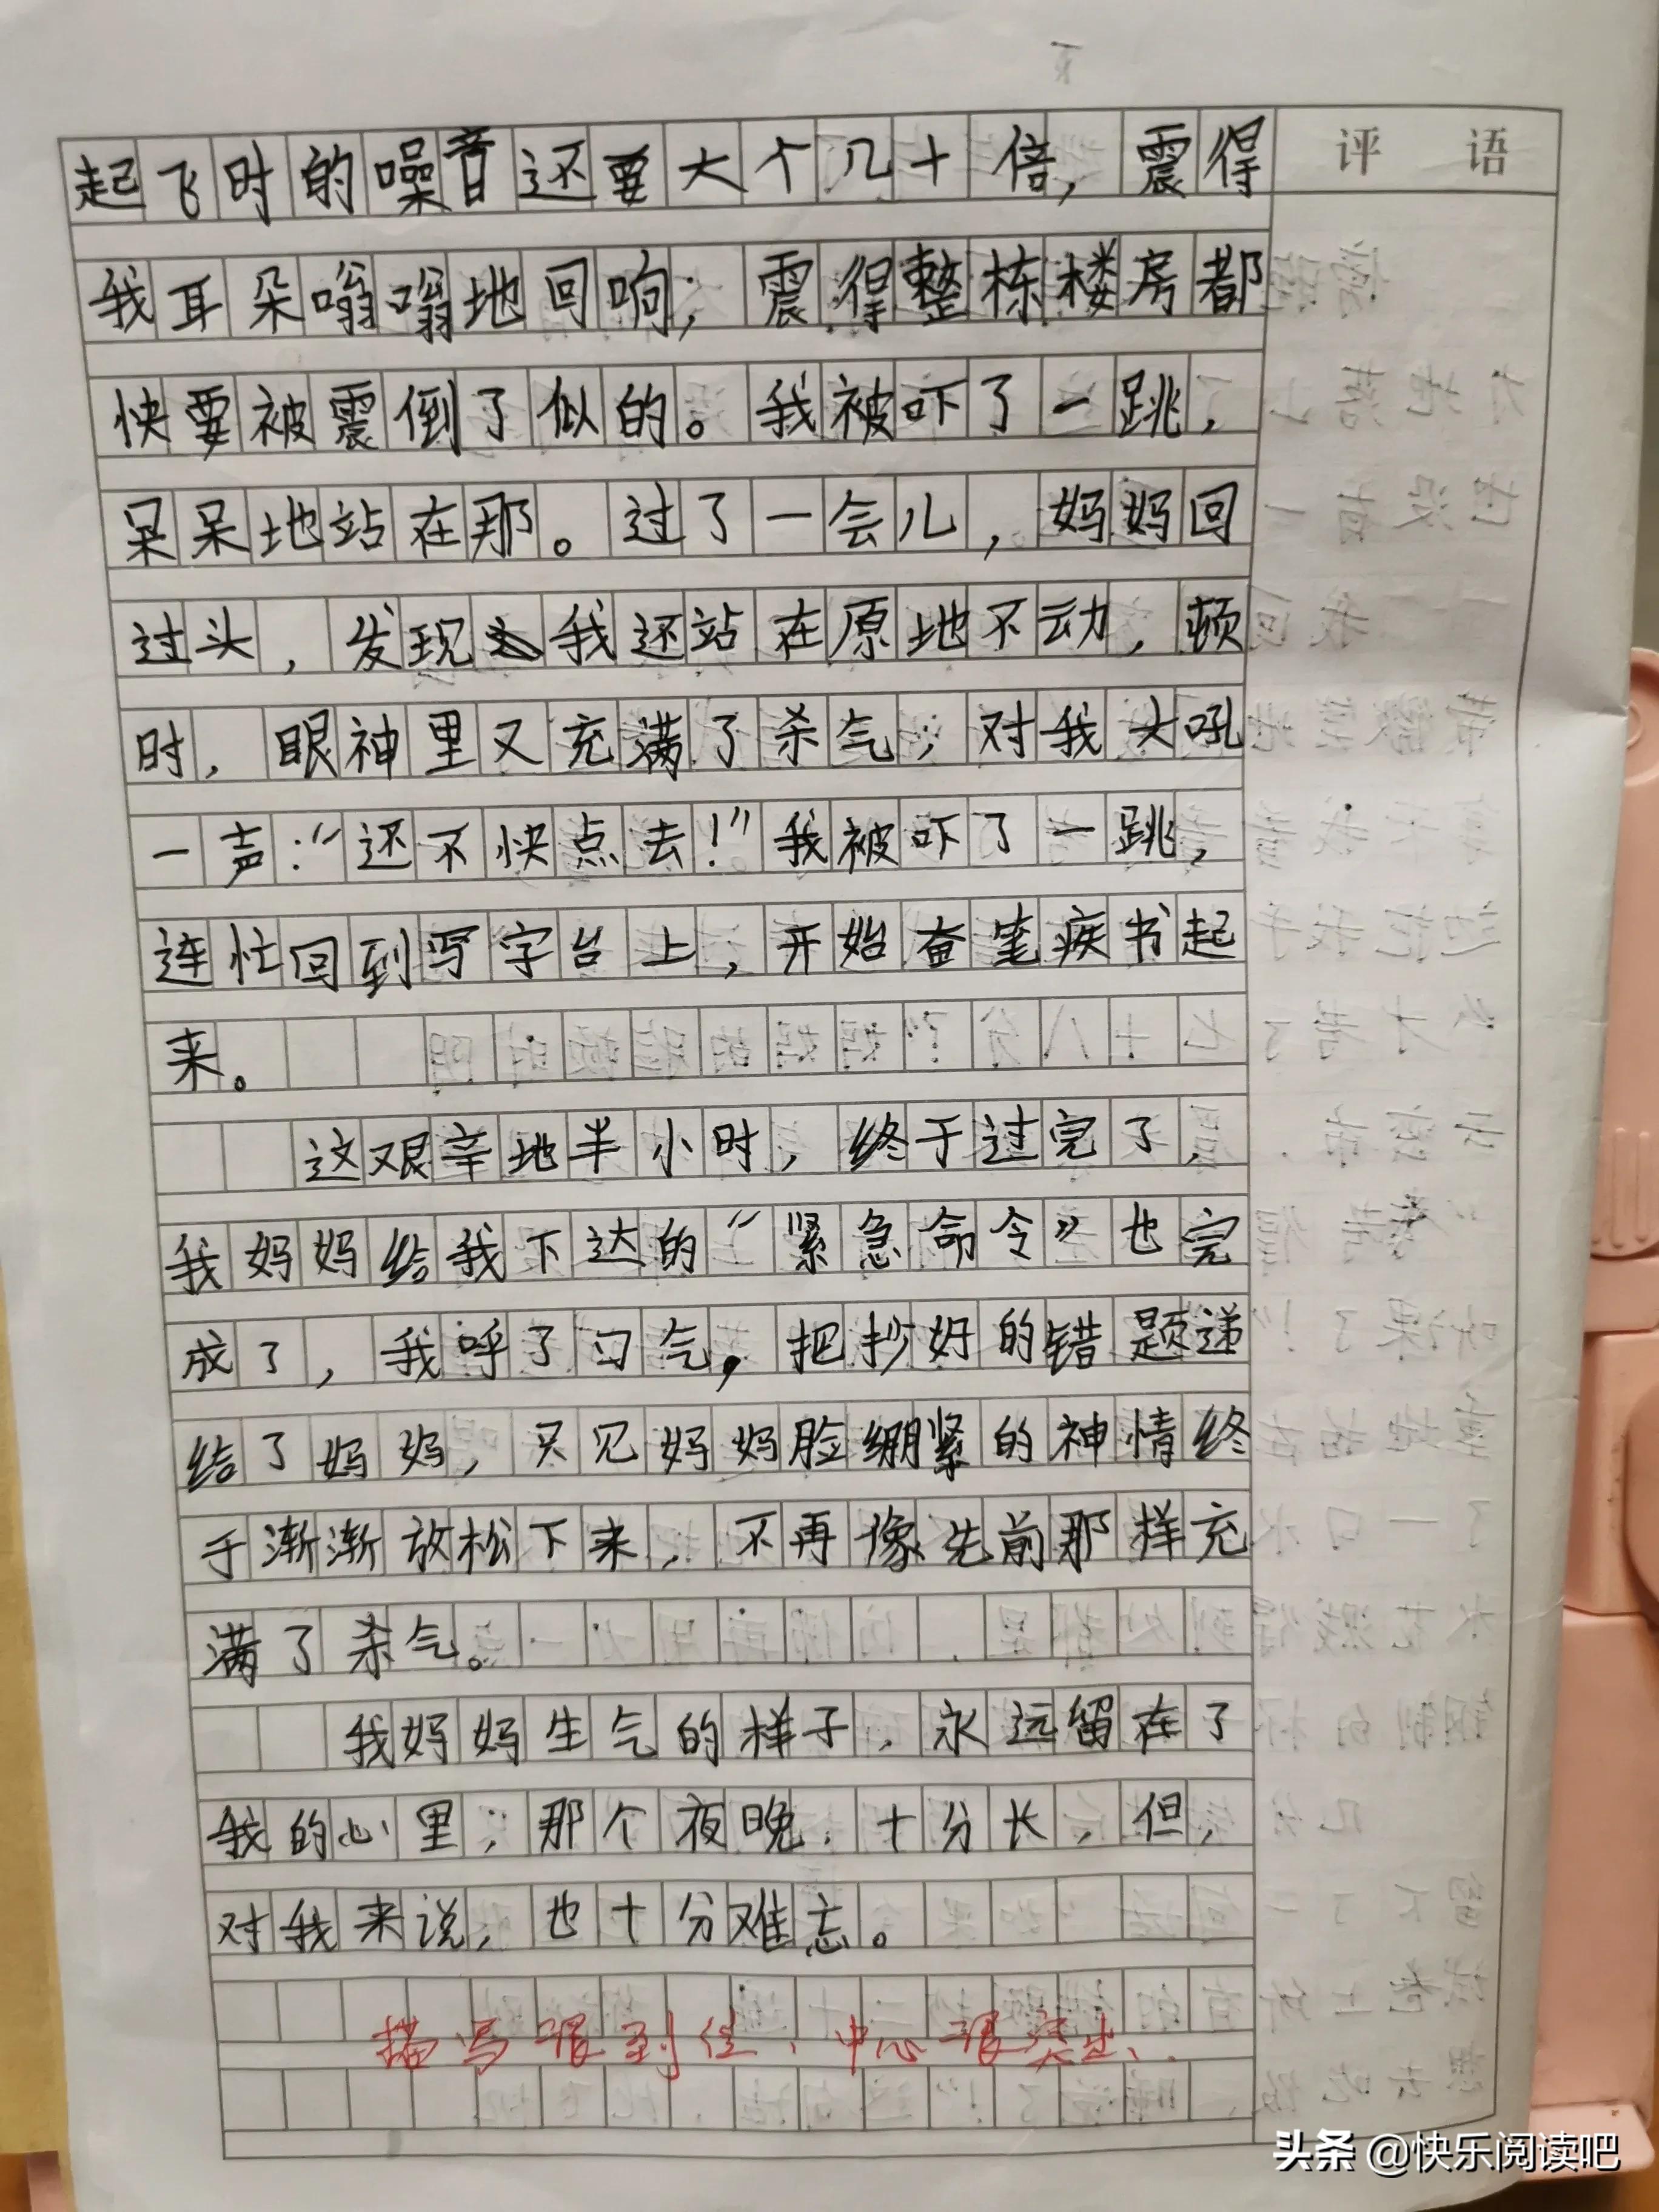 评语
起飞时的噪音还要大个几十倍，震得
我耳朵嗡嗡地回响，震得整栋楼房都
快要被震倒了似的。我被吓了一跳，
呆呆地站在那。过了一会儿，妈妈回
过头，发现我还站在原地不动，顿
时，眼神里又充满了杀气，对我大吼
一声：“还不快点去！”我被吓了一跳，
连忙回到写字台上，开始奋笔疾书起
来。
这艰辛地半小时，终于过完了，
我妈妈给我下达的“紧急命令”也完
成了，我呼了口气，把抄好的错题递
给了妈妈，只见妈妈脸绷紧的神情终
于渐渐放松下来，不再像先前那样充
满了杀气。
我妈妈生气的样子，永远留在了
我的心里，那个夜晚，十分长，但，
对我来说，也十分难忘。
描写很到位，中心很突出、
头条 @快乐阅读吧